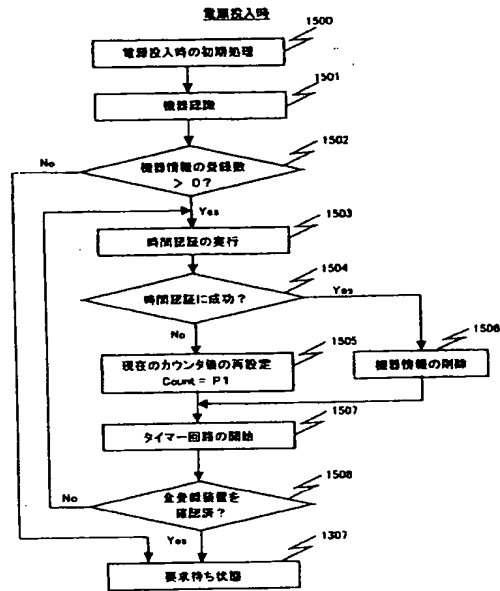 電源投入時
電源投入時の初期処理
1500
機器認識
1501
機器情報の登録数
> 0?
1502
No
Yes
時間認証の実行
1503
時間認証に成功?
1504
Yes
No
現在のカウンタ値の再設定
Count = P1
1505
機器情報の削除
1506
タイマー回路の開始
1507
全登録装置を
確認済?
1508
No
Yes
要求待ち状態
1307